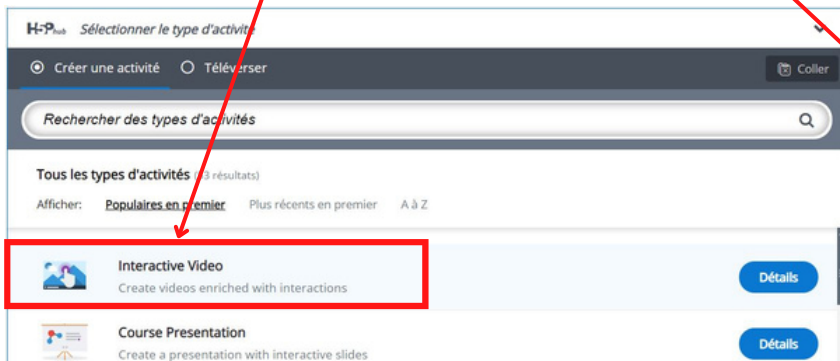 H5P hub Sélectionner le type d'activité
Créer une activité Téléverser Coller
Rechercher des types d'activités
Tous les types d'activités résultats)
Afficher: Populaires en premier Plus récents en premier A à Z
Interactive Video
Create videos enriched with interactions
Détails
Course Presentation
Create a presentation with interactive slides
Détails